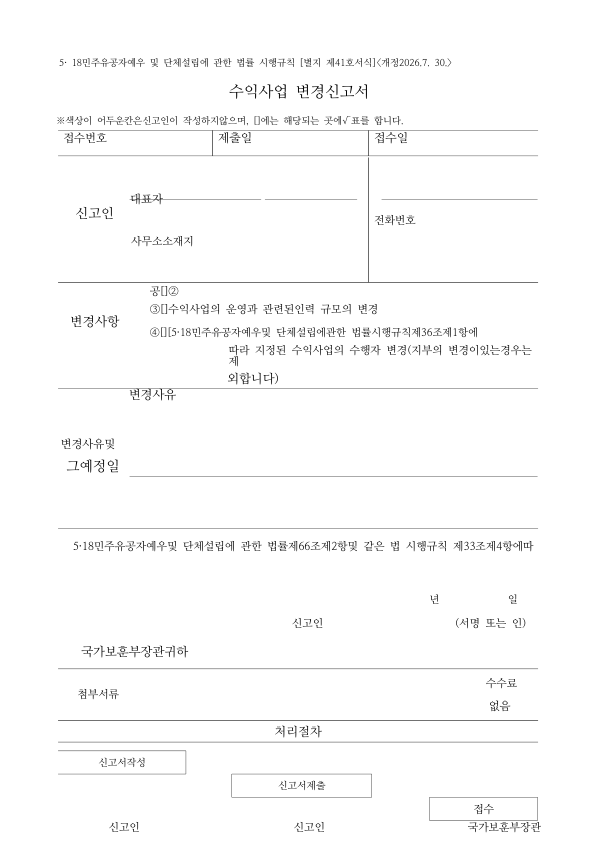 5· 18민주유공자예우 및 단체설립에 관한 법률 시행규칙 [별지 제41호서식]<개정2026.7. 30.>
수익사업 변경신고서
※색상이 어두운칸은신고인이 작성하지않으며, []에는 해당되는 곳에√표를 합니다.
접수번호 제출일 접수일
대표자
신고인
전화번호
사무소소재지
공[]②
③[]수익사업의 운영과 관련된인력 규모의 변경
변경사항
④[][5·18민주유공자예우및 단체설립에관한 법률시행규칙제36조제1항에
따라 지정된 수익사업의 수행자 변경(지부의 변경이있는경우는
제
외합니다)
변경사유
변경사유및
그예정일
5·18민주유공자예우및 단체설립에 관한 법률제66조제2항및 같은 법 시행규칙 제33조제4항에따
년 일
신고인 (서명 또는 인)
국가보훈부장관귀하
수수료
첨부서류
없음
처리절차
신고서작성
신고서제출
접수
신고인 신고인 국가보훈부장관